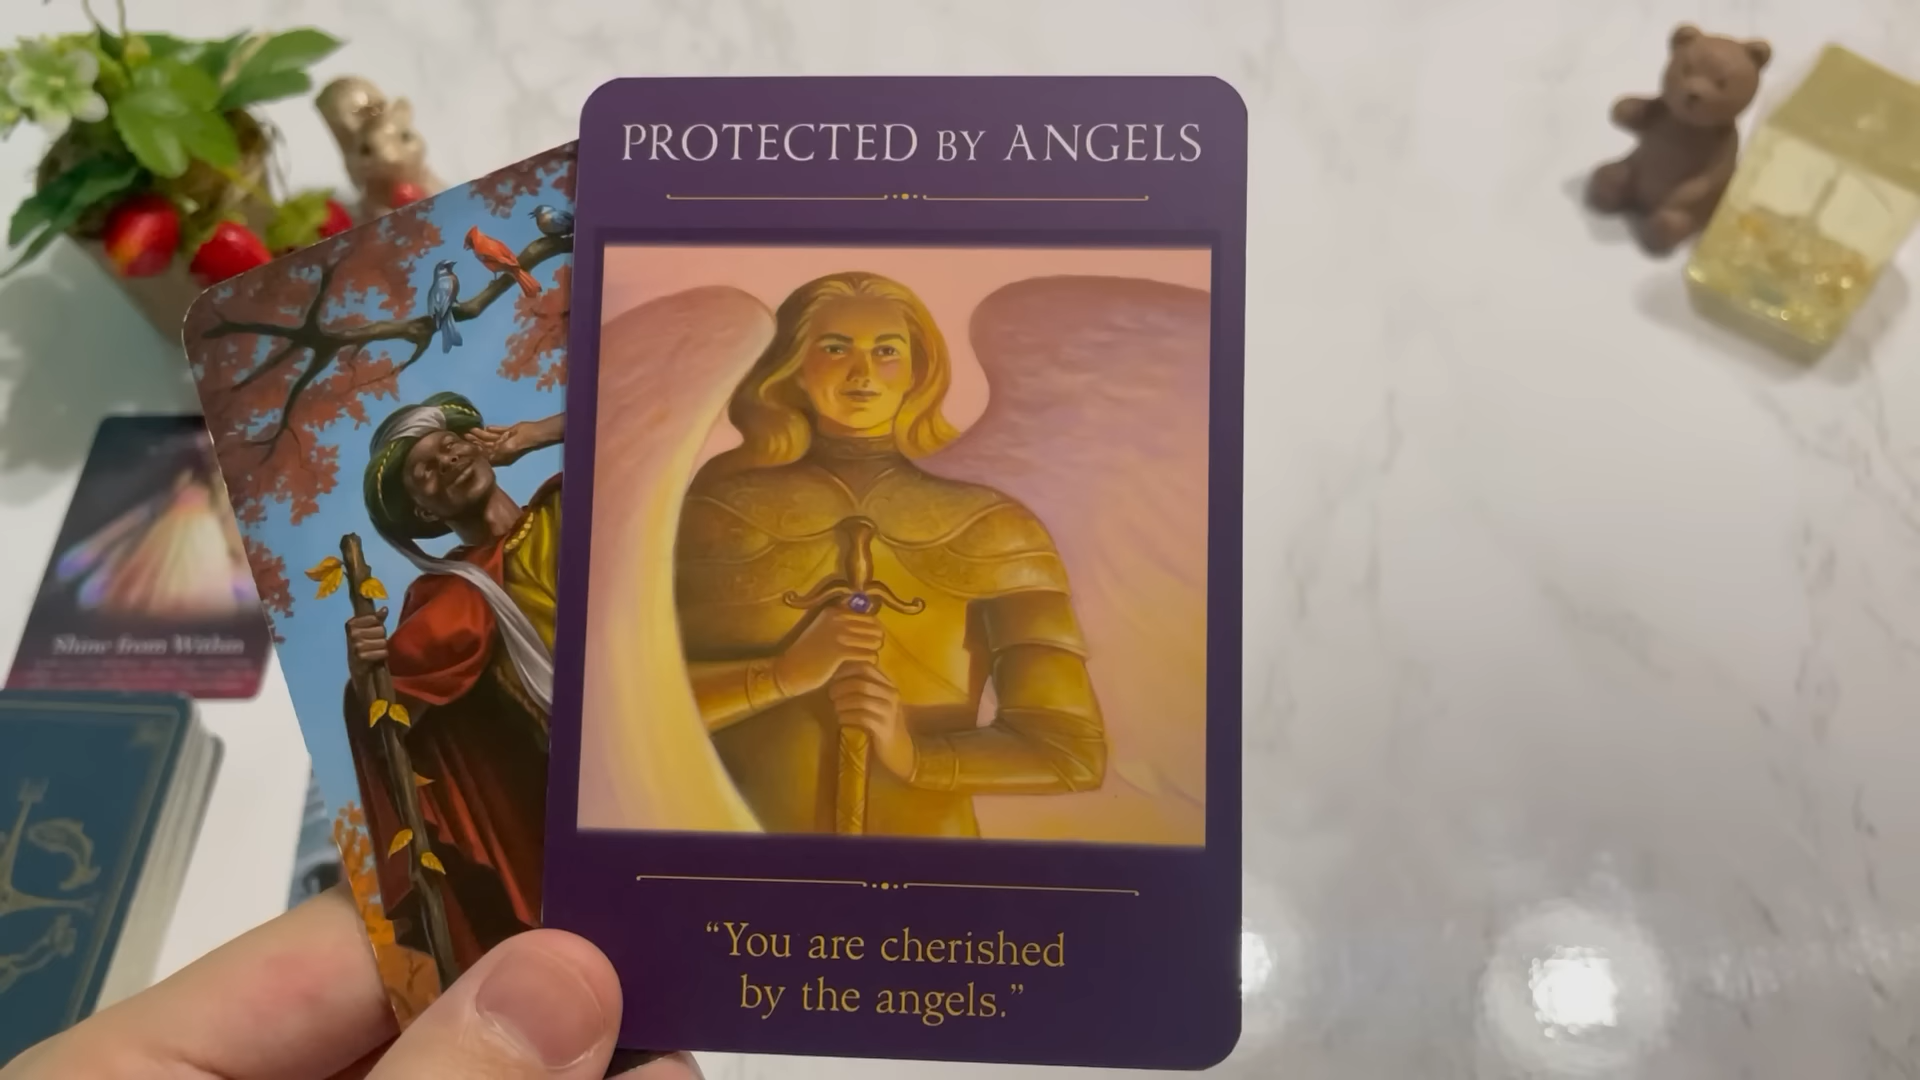 PROTECTED BY ANGELS
“You are cherished
by the angels.”
Shine from Within